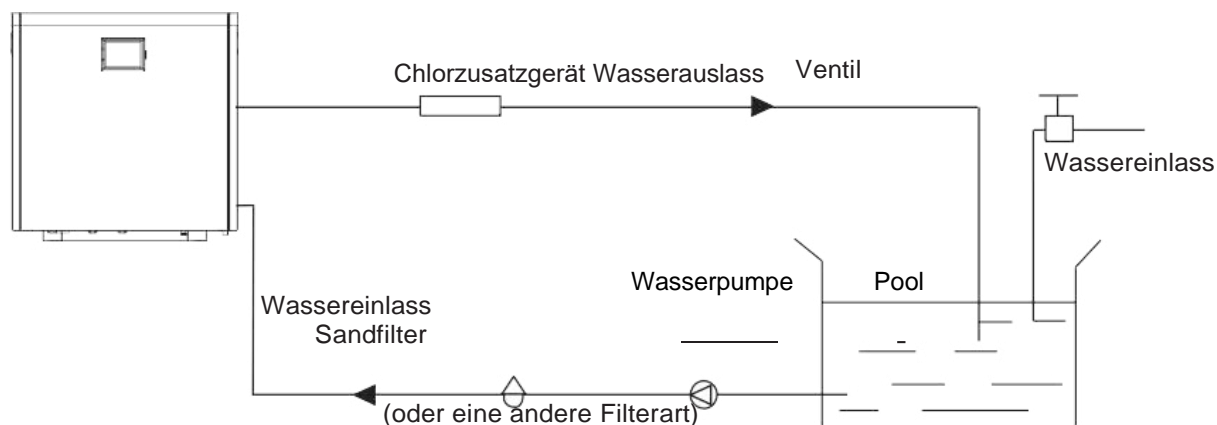 Chlorzusatzgerät Wasserauslass
Ventil
Wassereinlass
Wasserpumpe
Pool
Wassereinlass
Sandfilter
(oder eine andere Filterart)